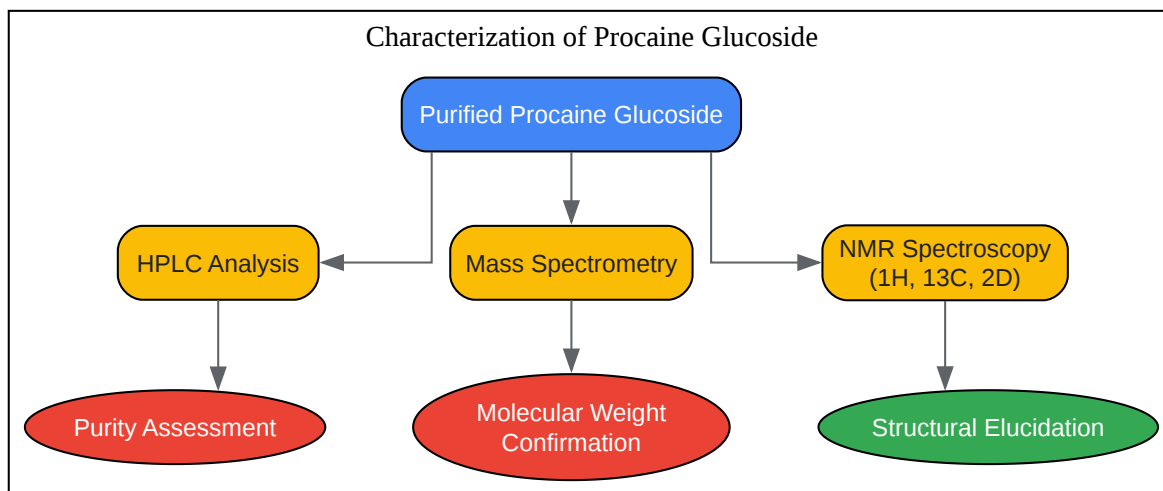 Characterization of Procaine Glucoside
Purified Procaine Glucoside
HPLC Analysis
Mass Spectrometry
NMR Spectroscopy
(1H, 13C, 2D)
Purity Assessment
Molecular Weight
Confirmation
Structural Elucidation